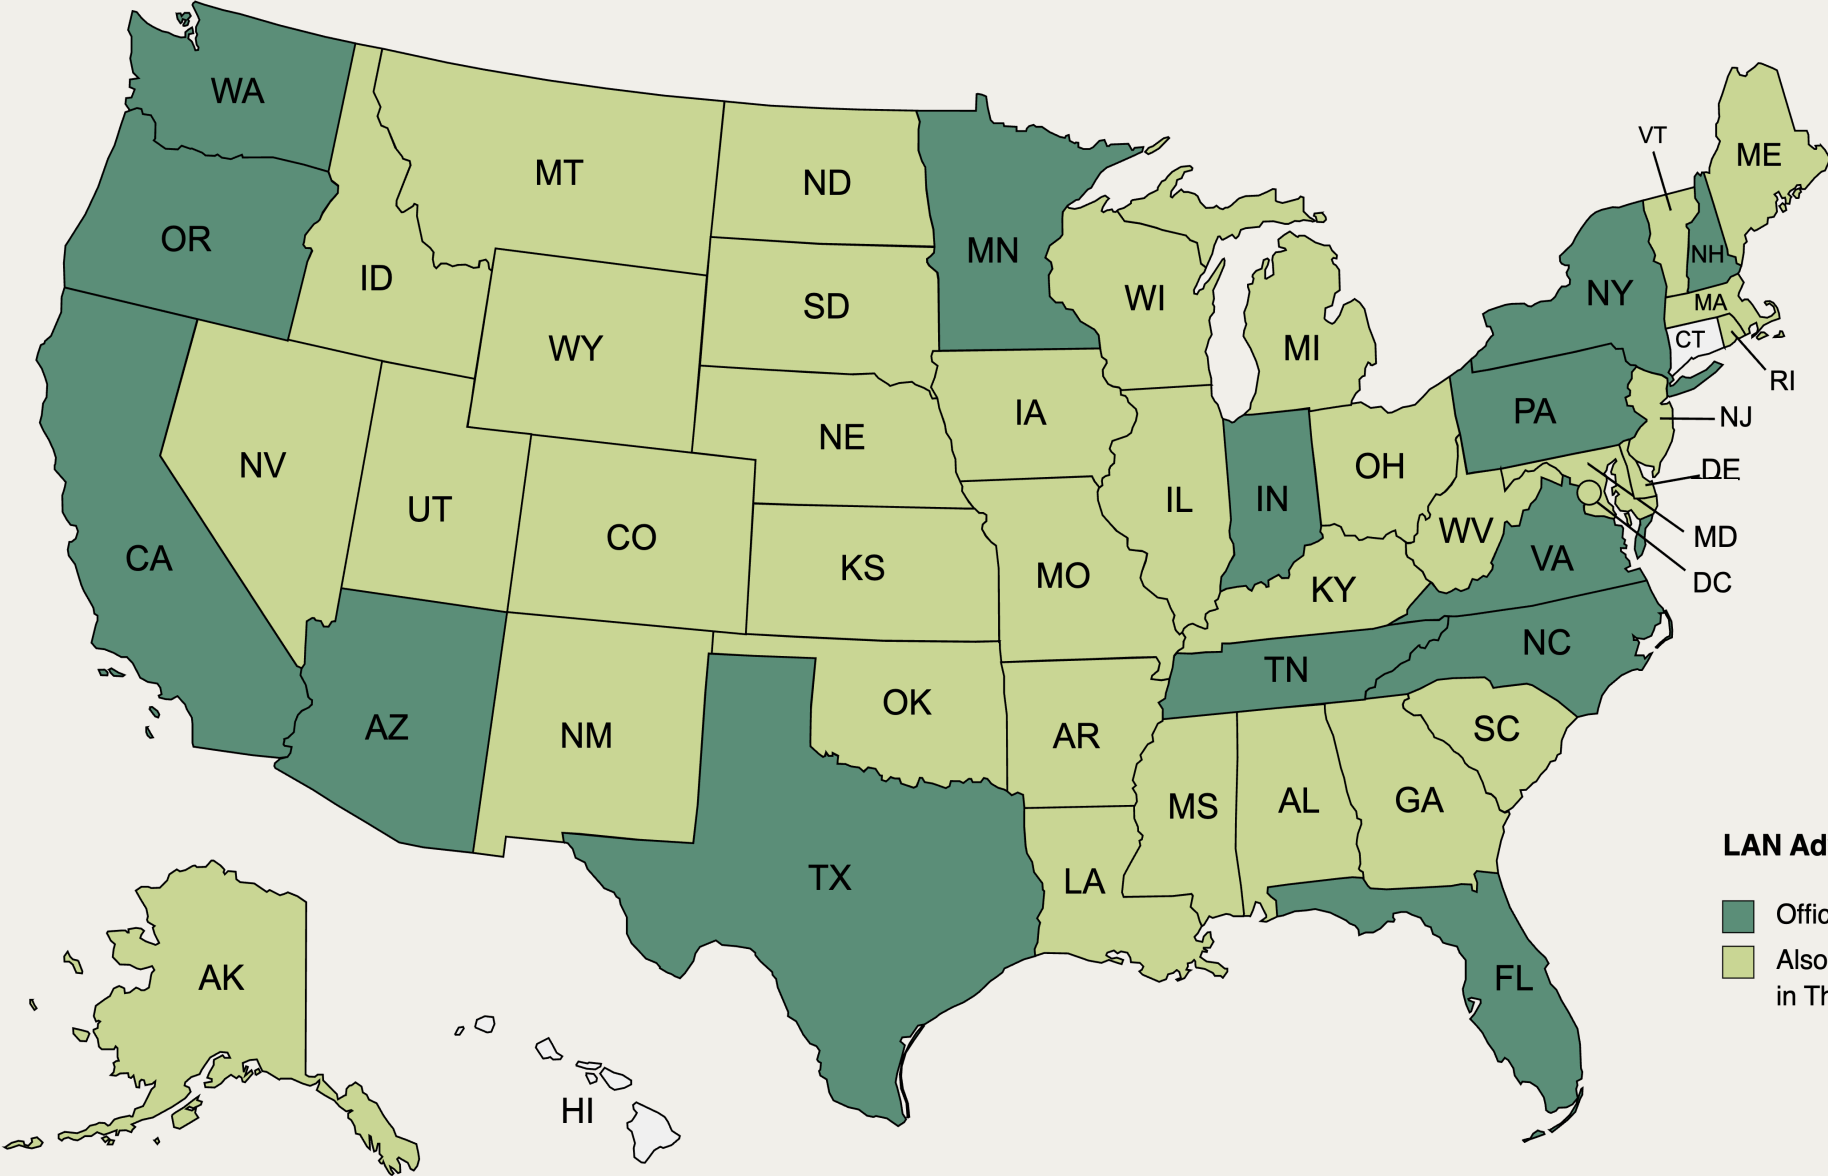 WA
MT
ND
VT
ME
OR
MN
NH
ID
NY
WI
SD
MA
CT
WY
MI
RI
IA
PA
NJ
NE
NV
OH
DE
UT
IL
IN
CO
WV
MD
CA
KS
MO
VA
DC
KY
NC
TN
OK
AZ
NM
AR
SC
MS
AL
GA
LAN Ad
TX
LA
Offic
Also
in Th
AK
FL
HI